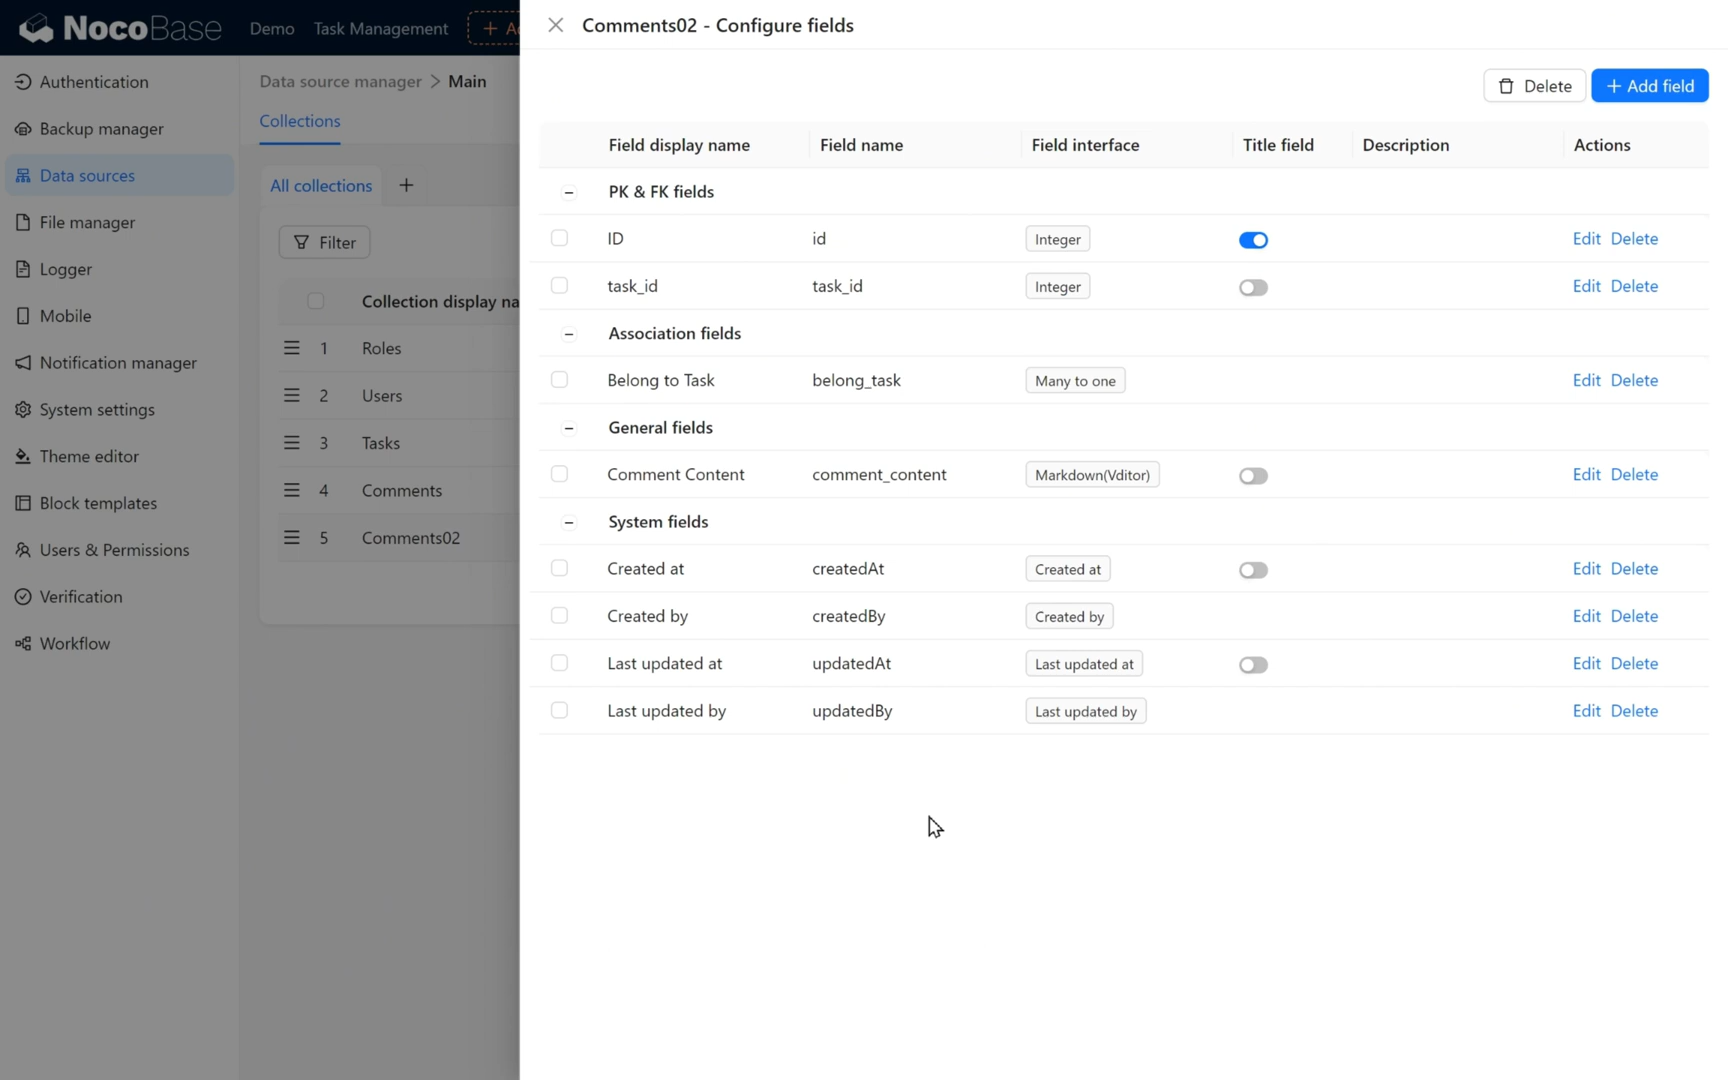 NocoBase
Demo
Task Management
+ A
Authentication
Backup manager
Data sources
File manager
Logger
Mobile
Notification manager
System settings
Theme editor
Block templates
Users & Permissions
Verification
Workflow
Data source manager > Main
Collections
All collections +
Filter
Collection display na
1 Roles
2 Users
3 Tasks
4 Comments
5 Comments02
Comments02 - Configure fields
Delete
+ Add field
Field display name Field name Field interface Title field Description Actions
PK & FK fields
ID id Integer Edit Delete
task_id task_id Integer Edit Delete
Association fields
Belong to Task belong_task Many to one Edit Delete
General fields
Comment Content comment_content Markdown(Vditor) Edit Delete
System fields
Created at createdAt Created at Edit Delete
Created by createdBy Created by Edit Delete
Last updated at updatedAt Last updated at Edit Delete
Last updated by updatedBy Last updated by Edit Delete